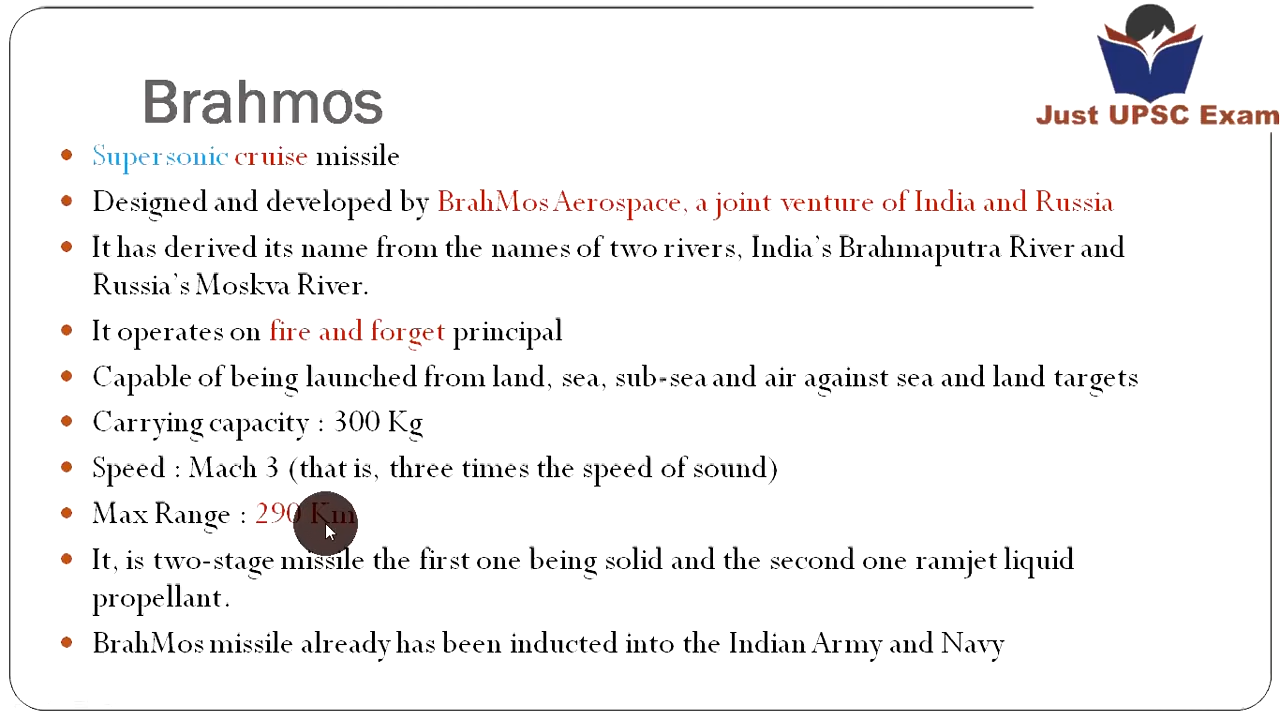 Just UPSC Exam
Brahmos
Supersonic cruise missile
Designed and developed by BrahMos Aerospace, a joint venture of India and Russia
It has derived its name from the names of two rivers, India's Brahmaputra River and
Russia's Moskva River.
It operates on fire and forget principal
Capable of being launched from land, sea, sub-sea and air against sea and land targets
Carrying capacity : 300 Kg
Speed : Mach 3 (that is, three times the speed of sound)
Max Range : 290 Km
It, is two-stage missile the first one being solid and the second one ramjet liquid
propellant.
BrahMos missile already has been inducted into the Indian Army and Navy